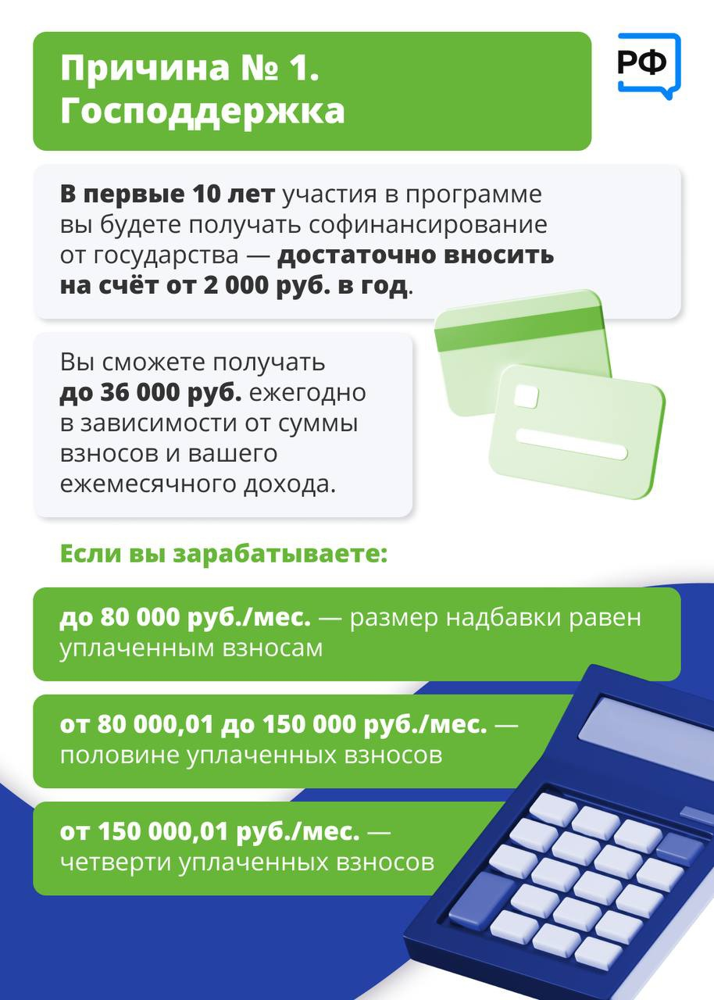 Причина № 1.
Господдержка
РФ
В первые 10 лет участия в программе
вы будете получать софинансирование
от государства — достаточно вносить
на счёт от 2 000 руб. в год.
Вы сможете получать
до 36 000 руб. ежегодно
в зависимости от суммы
взносов и вашего
ежемесячного дохода.
Если вы зарабатываете:
до 80 000 руб./мес. — размер надбавки равен
уплаченным взносам
от 80 000,01 до 150 000 руб./мес. —
половине уплаченных взносов
от 150 000,01 руб./мес. —
четверти уплаченных взносов